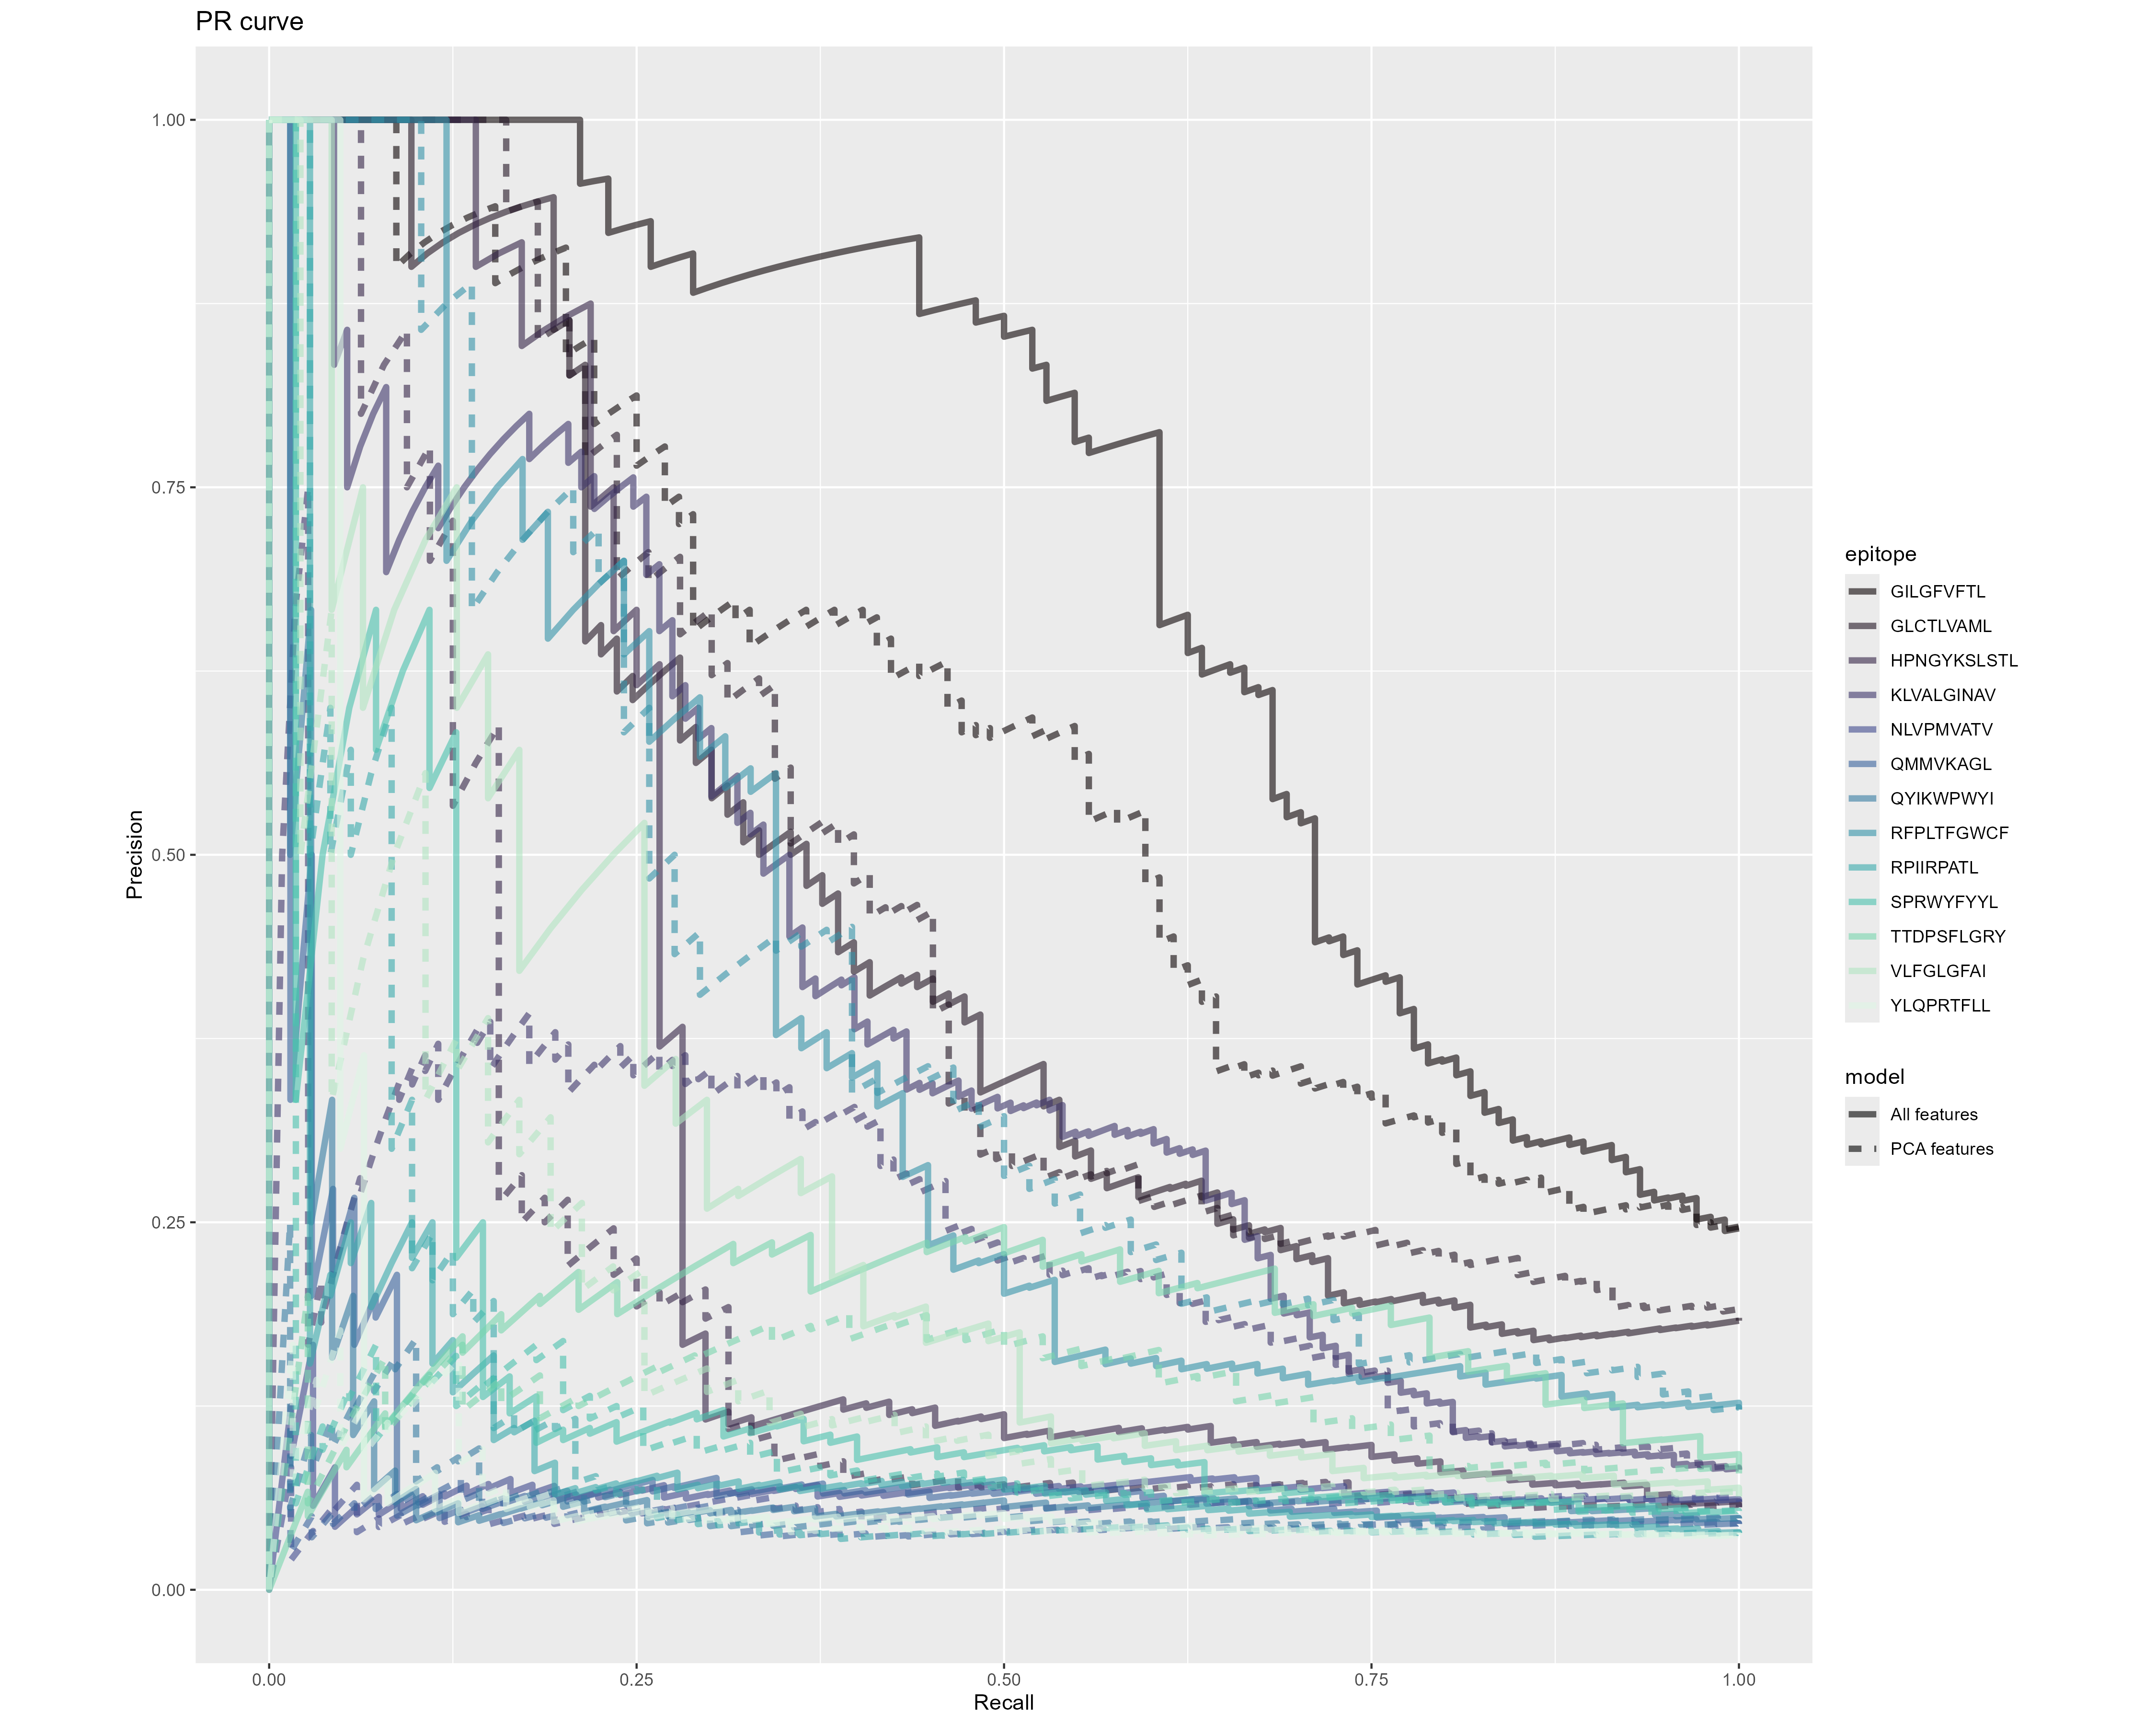 PR curve
1.00
0.75
0.50
0.25
0.00
Precision
0.00
0.25
0.50
0.75
1.00
Recall
epitope
GILGFVFTL
GLCTLVAML
HPNGYKSLSTL
KLVALGINAV
NLVPMVATV
QMMVKAGL
QYIKWPWYI
RFPLTFGWCF
RPIIRPATL
SPRWYFYYL
TTDPSFLGRY
VLFGLGFAI
YLQPRTFLL
model
All features
PCA features